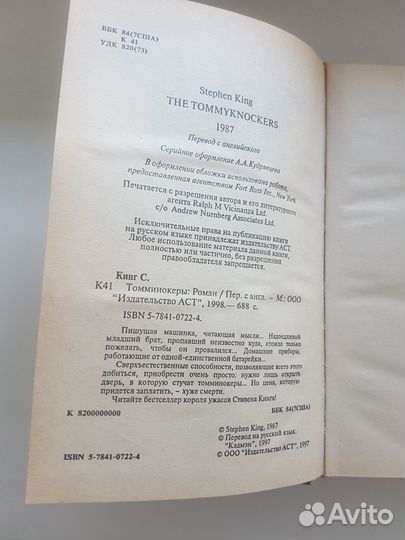 ББК 84(7США)
К 41
УДК 820(73)
Stephen King
THE TOMMYKNOCKERS
1987
Перевод с английского
Серийное оформление А.А.Кудрявцева
В оформлении обложки использована работа,
предоставленная агентством Fort Ross Inc., New York
Печатается с разрешения автора и его литературного
агента Ralph M Vicinanza Ltd.
c/o Andrew Nurnberg Associates Ltd.
Исключительные права на публикацию книги
на русском языке принадлежат издательству АСТ.
Любое использование материала данной книги,
полностью или частично, без разрешения
правообладателя запрещается.
Кинг С.
К41 Томминокеры: Роман / Пер. с англ. – М.: ООО
"Издательство АСТ", 1998.— 688 с.
ISBN 5-7841-0722-4.
Пишущая машинка, читающая мысли... Надоедливый
младший брат, пропавший неизвестно куда, стоило только
пожелать, чтобы он провалился... Домашние приборы,
работающие от одной-единственной батарейки...
Сверхъестественные способности, позволяющие всего этого
добиться, приобрести очень просто: нужно лишь открыть
дверь, в которую стучат томминокеры... Но цена, которую
придется заплатить, – хуже смерти.
Читайте бестселлер короля ужасов Стивена Кинга!
К 8200000000
ББК 84(7США)
© Stephen King, 1987
© Перевод на русский язык.
"Кэдмэн", 1997
© ООО "Издательство АСТ", 1997
ISBN 5-7841-0722-4
Avito